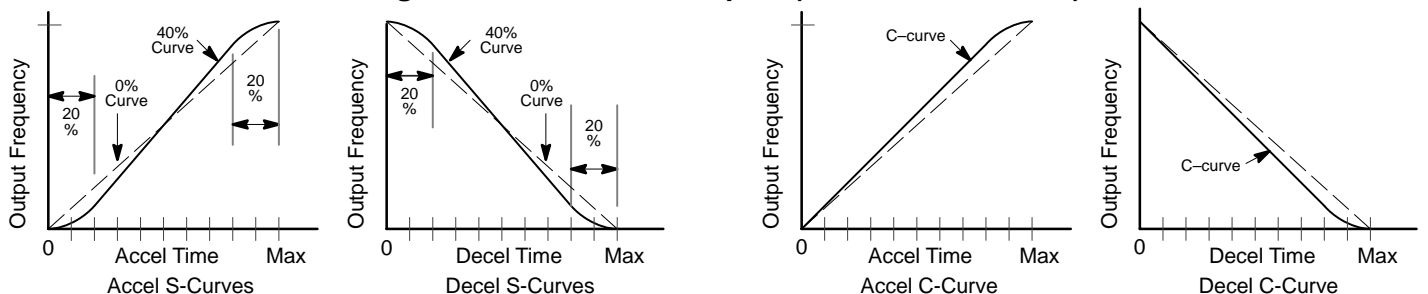 40%
Curve
0%
Curve
20
%
20
%
Output Frequency
0
Accel Time
Max
Accel S-Curves
40%
Curve
0%
Curve
20
%
20
%
Output Frequency
0
Decel Time
Max
Decel S-Curves
C–curve
Output Frequency
0
Accel Time
Max
Accel C-Curve
C–curve
Output Frequency
0
Decel Time
Max
Decel C-Curve